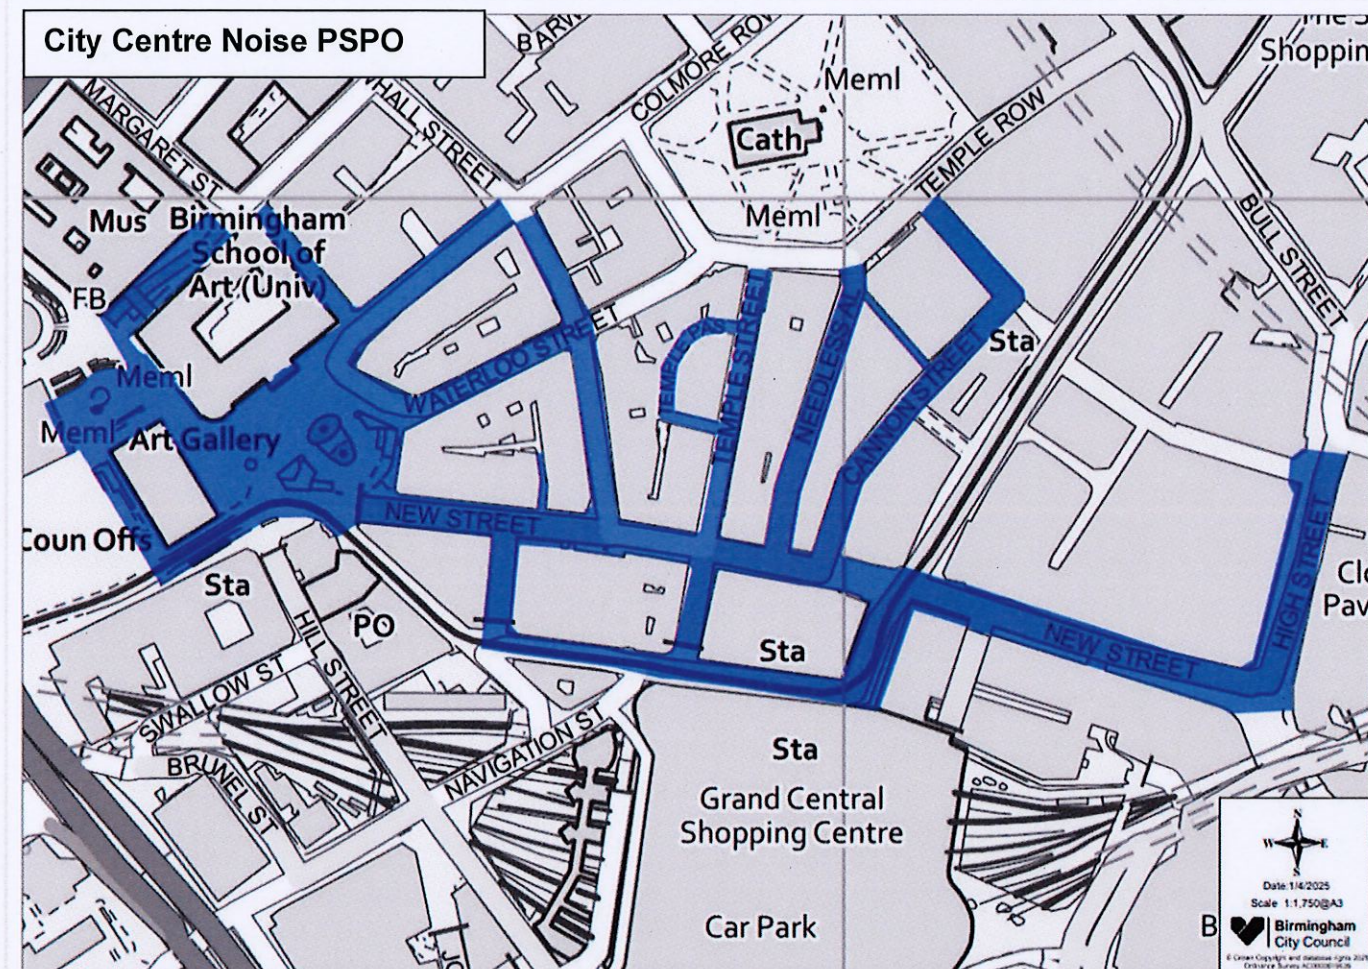 City Centre Noise PSPO
BARW
COLMORE ROW
The S
Shoppin
MARGARET ST
HALL STREET
Meml
Cath
TEMPLE ROW
Mus
Birmingham
School of
Art (Univ)
Meml
BULL STREET
FB
WATERLOO STREET
TEMPLE PAS
TEMPLE STREET
NEEDLESS AL
CANNON STREET
Sta
Meml
Meml
Art Gallery
NEW STREET
Coun Offs
Sta
PO
HILL STREET
Sta
NEW STREET
HIGH STREET
Clo
Pav
SWALLOW ST
BRUNEL ST
NAVIGATION ST
Sta
Grand Central
Shopping Centre
Car Park
B
N
W
E
S
Date:1/4/2025
Scale 1:1,750@A3
Birmingham
City Council